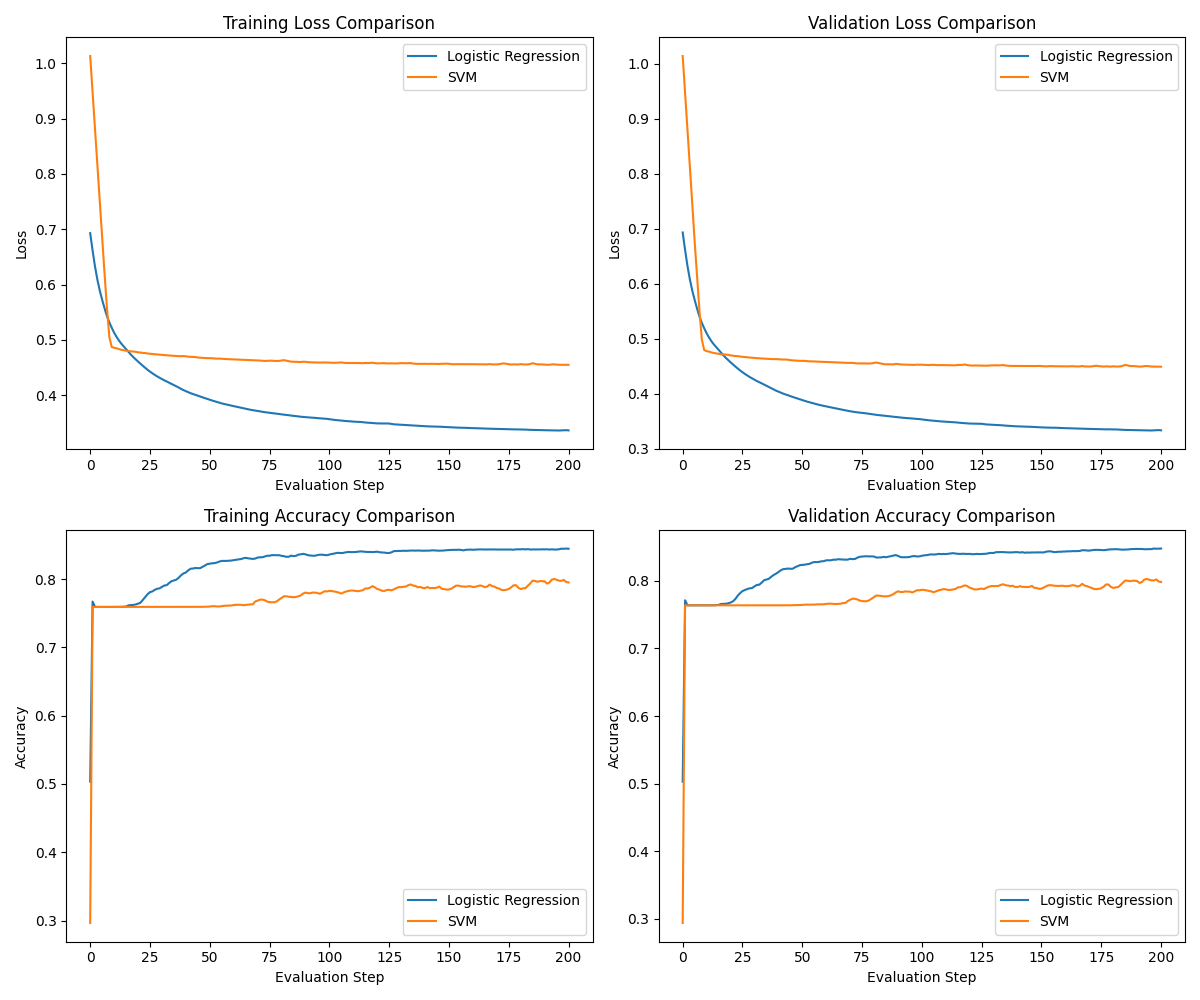 Training Loss Comparison
Loss
1.0
0.9
0.8
0.7
0.6
0.5
0.4
Logistic Regression
SVM
0 25 50 75 100 125 150 175 200
Evaluation Step
Validation Loss Comparison
Loss
1.0
0.9
0.8
0.7
0.6
0.5
0.4
0.3
Logistic Regression
SVM
0 25 50 75 100 125 150 175 200
Evaluation Step
Training Accuracy Comparison
Accuracy
0.8
0.7
0.6
0.5
0.4
0.3
Logistic Regression
SVM
0 25 50 75 100 125 150 175 200
Evaluation Step
Validation Accuracy Comparison
Accuracy
0.8
0.7
0.6
0.5
0.4
0.3
Logistic Regression
SVM
0 25 50 75 100 125 150 175 200
Evaluation Step